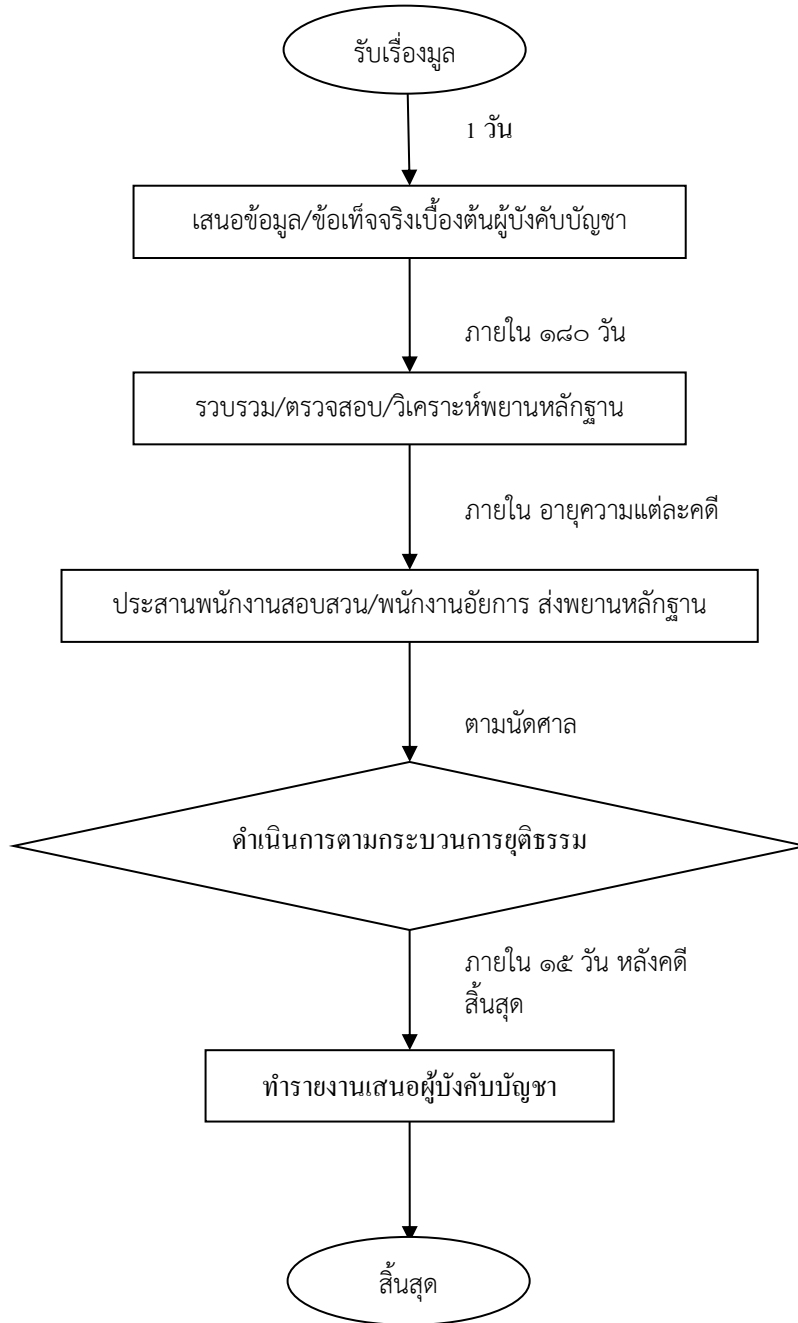 รับเรื่องมูล
1 วัน
เสนอข้อมูล/ข้อเท็จจริงเบื้องต้นผู้บังคับบัญชา
ภายใน ๑๘๐ วัน
รวบรวม/ตรวจสอบ/วิเคราะห์พยานหลักฐาน
ภายใน อายุความแต่ละคดี
ประสานพนักงานสอบสวน/พนักงานอัยการ ส่งพยานหลักฐาน
ตามนัดศาล
ดำเนินการตามกระบวนการยุติธรรม
ภายใน ๑๕ วัน หลังคดี
สิ้นสุด
ทำรายงานเสนอผู้บังคับบัญชา
สิ้นสุด